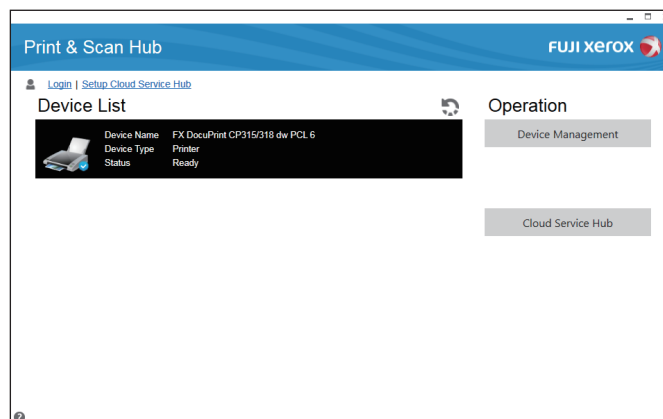 Print & Scan Hub
FUJI xerox
Login | Setup Cloud Service Hub
Device List
Operation
Device Name FX DocuPrint CP315/318 dw PCL 6
Device Type Printer
Status Ready
Device Management
Cloud Service Hub
?